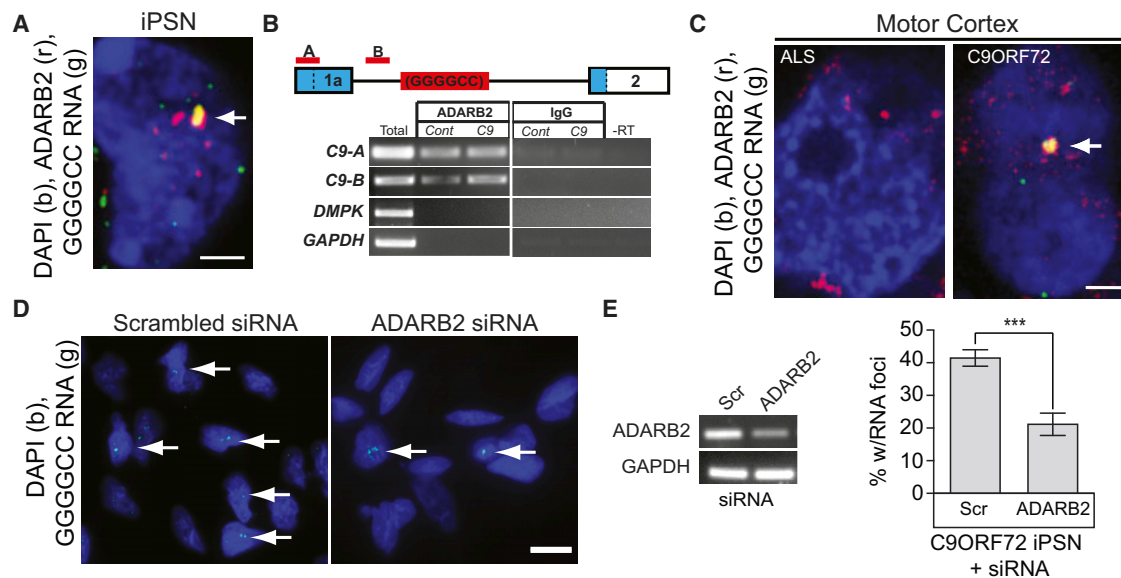 A
iPSN
DAPI (b), ADARB2 (r),
GGGGCC RNA (g)
B
A
B
1a
(GGGGCC)
2
ADARB2
IgG
Total
Cont
C9
Cont
C9
-RT
C9-A
C9-B
DMPK
GAPDH
C
Motor Cortex
DAPI (b), ADARB2 (r),
GGGGCC RNA (g)
ALS
C9ORF72
D
Scrambled siRNA
ADARB2 siRNA
DAPI (b),
GGGGCC RNA (g)
E
Scr
ADARB2
ADARB2
GAPDH
siRNA
% w/RNA foci
50
40
30
20
10
0
***
Scr
ADARB2
C9ORF72 iPSN
+ siRNA